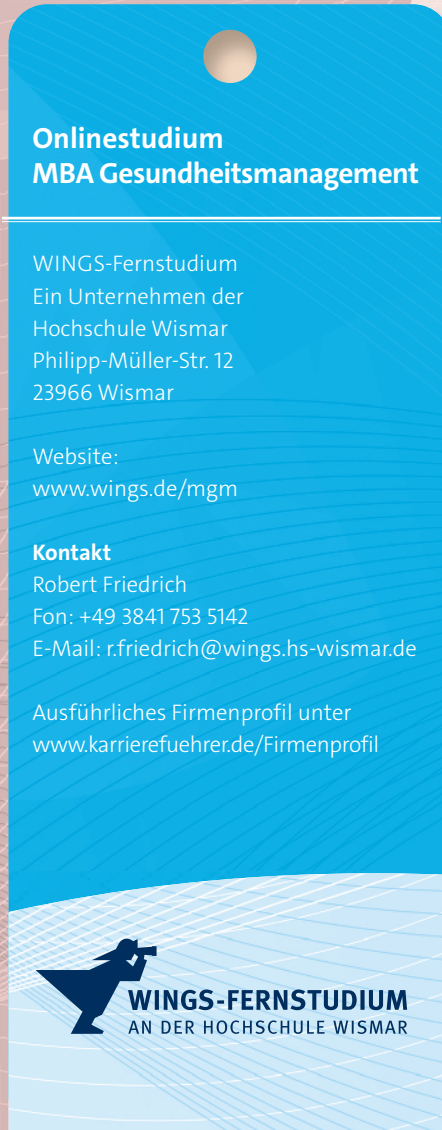 Onlinestudium
MBA Gesundheitsmanagement
WINGS-Fernstudium
Ein Unternehmen der
Hochschule Wismar
Philipp-Müller-Str. 12
23966 Wismar
Website:
www.wings.de/mgm
Kontakt
Robert Friedrich
Fon: +49 3841 753 5142
E-Mail: r.friedrich@wings.hs-wismar.de
Ausführliches Firmenprofil unter
www.karrierefuehrer.de/Firmenprofil
WINGS-FERNSTUDIUM
AN DER HOCHSCHULE WISMAR